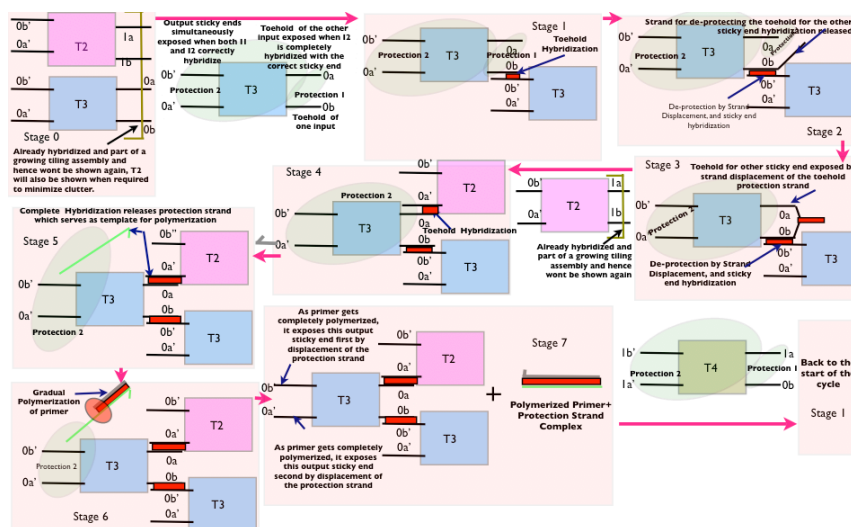 0b'
T2
1a
1b
0a'
T3
0a
0b
Stage 0
Already hybridized and part of a
growing tiling assembly and
hence wont be shown again, T2
will also be shown when required
to minimize clutter.
Output sticky ends
simultaneously
exposed when both I1
and I2 correctly
hybridize
Toehold of the other
input exposed when I2
is completely
hybridized with the
correct sticky end
0b'
0a
Protection 2
T3
Protection 1
0a'
0b
Toehold of
one input
Stage 1
T3
0b'
Protection 2
0a
Protection 1
Toehold
Hybridization
0a'
0b
0b'
0a'
T3
Strand for de-protecting the toehold for the other
sticky end hybridization released
T3
0b'
Protection 2
0a
Protection
0a'
0b
0b'
0a'
T3
De-protection by Strand
Displacement, and sticky end
hybridization
Stage 2
Stage 3
Toehold for other sticky end exposed by
strand displacement of the toehold
protection strand
Protection 2
0b'
T3
0a
0a'
0b
0b'
0a'
T3
De-protection by Strand
Displacement, and sticky
end hybridization
0b'
1a
T2
0a'
1b
Already hybridized and
part of a growing tiling
assembly and hence
wont be shown again
Stage 4
Protection 2
0b'
T3
0a'
0b'
T2
0a'
0a
Toehold Hybridization
0b
0b'
0a'
T3
Complete Hybridization releases protection strand
which serves as template for polymerization
Stage 5
0b"
T2
0a'
0b'
T3
0a
0a'
0b
Protection 2
0b'
0a'
T3
Gradual
Polymerization
of primer
0b'
T2
0a'
0b'
T3
0a
Protection 2
0a'
0b
0b'
0a'
T3
Stage 6
As primer gets
completely polymerized,
it exposes this output
sticky end first by
displacement of the
protection strand
0b'
T2
0a'
0b
T3
0a
0a'
0b
0b'
0a'
T3
As primer gets completely
polymerized, it exposes
this output sticky end
second by displacement of
the protection strand
Stage 7
+
Polymerized Primer+
Protection Strand
Complex
1b'
1a
Protection 2
T4
Protection 1
1a'
0b
Back to the
start of the
cycle
Stage 1